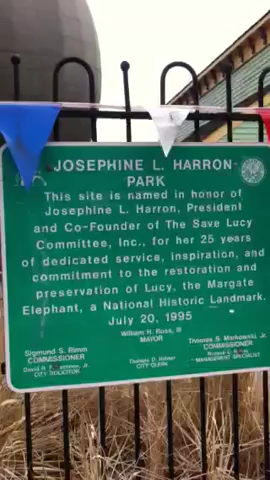 JOSEPHINE L. HARRON
PARK
This site is named in honor of
Josephine L. Harron, President
and Co-Founder of The Save Lucy
Committee, Inc., for her 25 years
of dedicated service, inspiration, and
commitment to the restoration and
preservation of Lucy, the Margate
Elephant, a National Historic Landmark.
July 20, 1995
William H. Ross, III
MAYOR
Sigmund S. Rimm
COMMISSIONER
Thomas S. Markowski, Jr.
COMMISSIONER
Jr.
CITY SOLICITOR
Thomas D. Hiltner
CITY CLERK
MANAGEMENT SPECIALIST